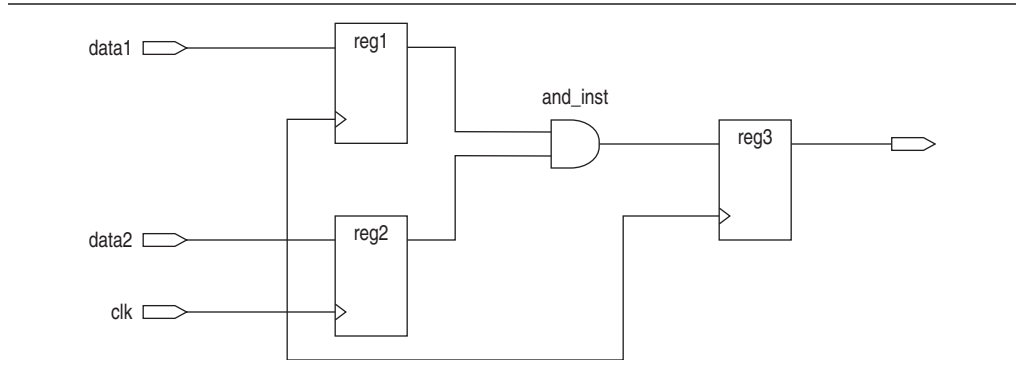 data1
reg1
and_inst
reg3
data2
reg2
clk